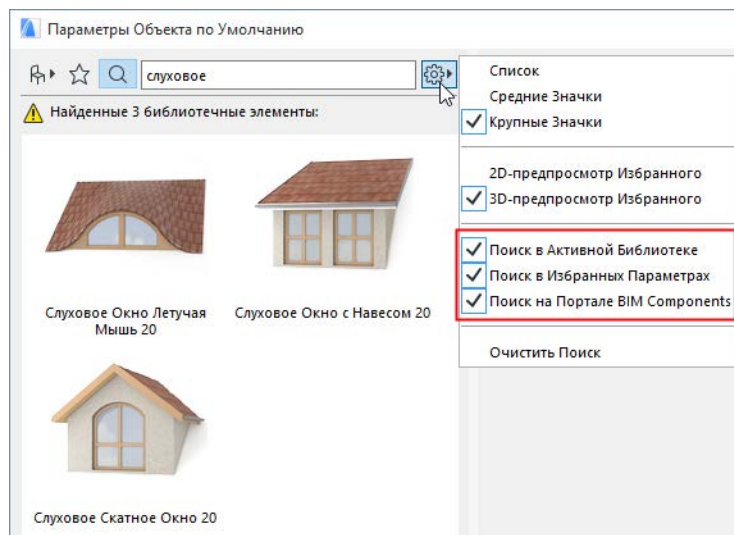 Параметры Объекта по Умолчанию
слуховое
Найденные 3 библиотечные элементы:
Слуховое Окно Летучая
Мышь 20
Слуховое Окно с Навесом 20
Слуховое Скатное Окно 20
Список
Средние Значки
Крупные Значки
2D-предпросмотр Избранного
3D-предпросмотр Избранного
Поиск в Активной Библиотеке
Поиск в Избранных Параметрах
Поиск на Портале BIM Components
Очистить Поиск